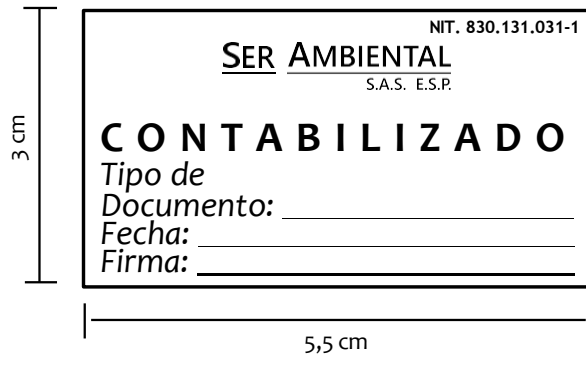 NIT. 830.131.031-1
SER AMBIENTAL
S.A.S. E.S.P.
CONTABILIZADO
Tipo de
Documento:
Fecha:
Firma:
3 cm
5,5 cm